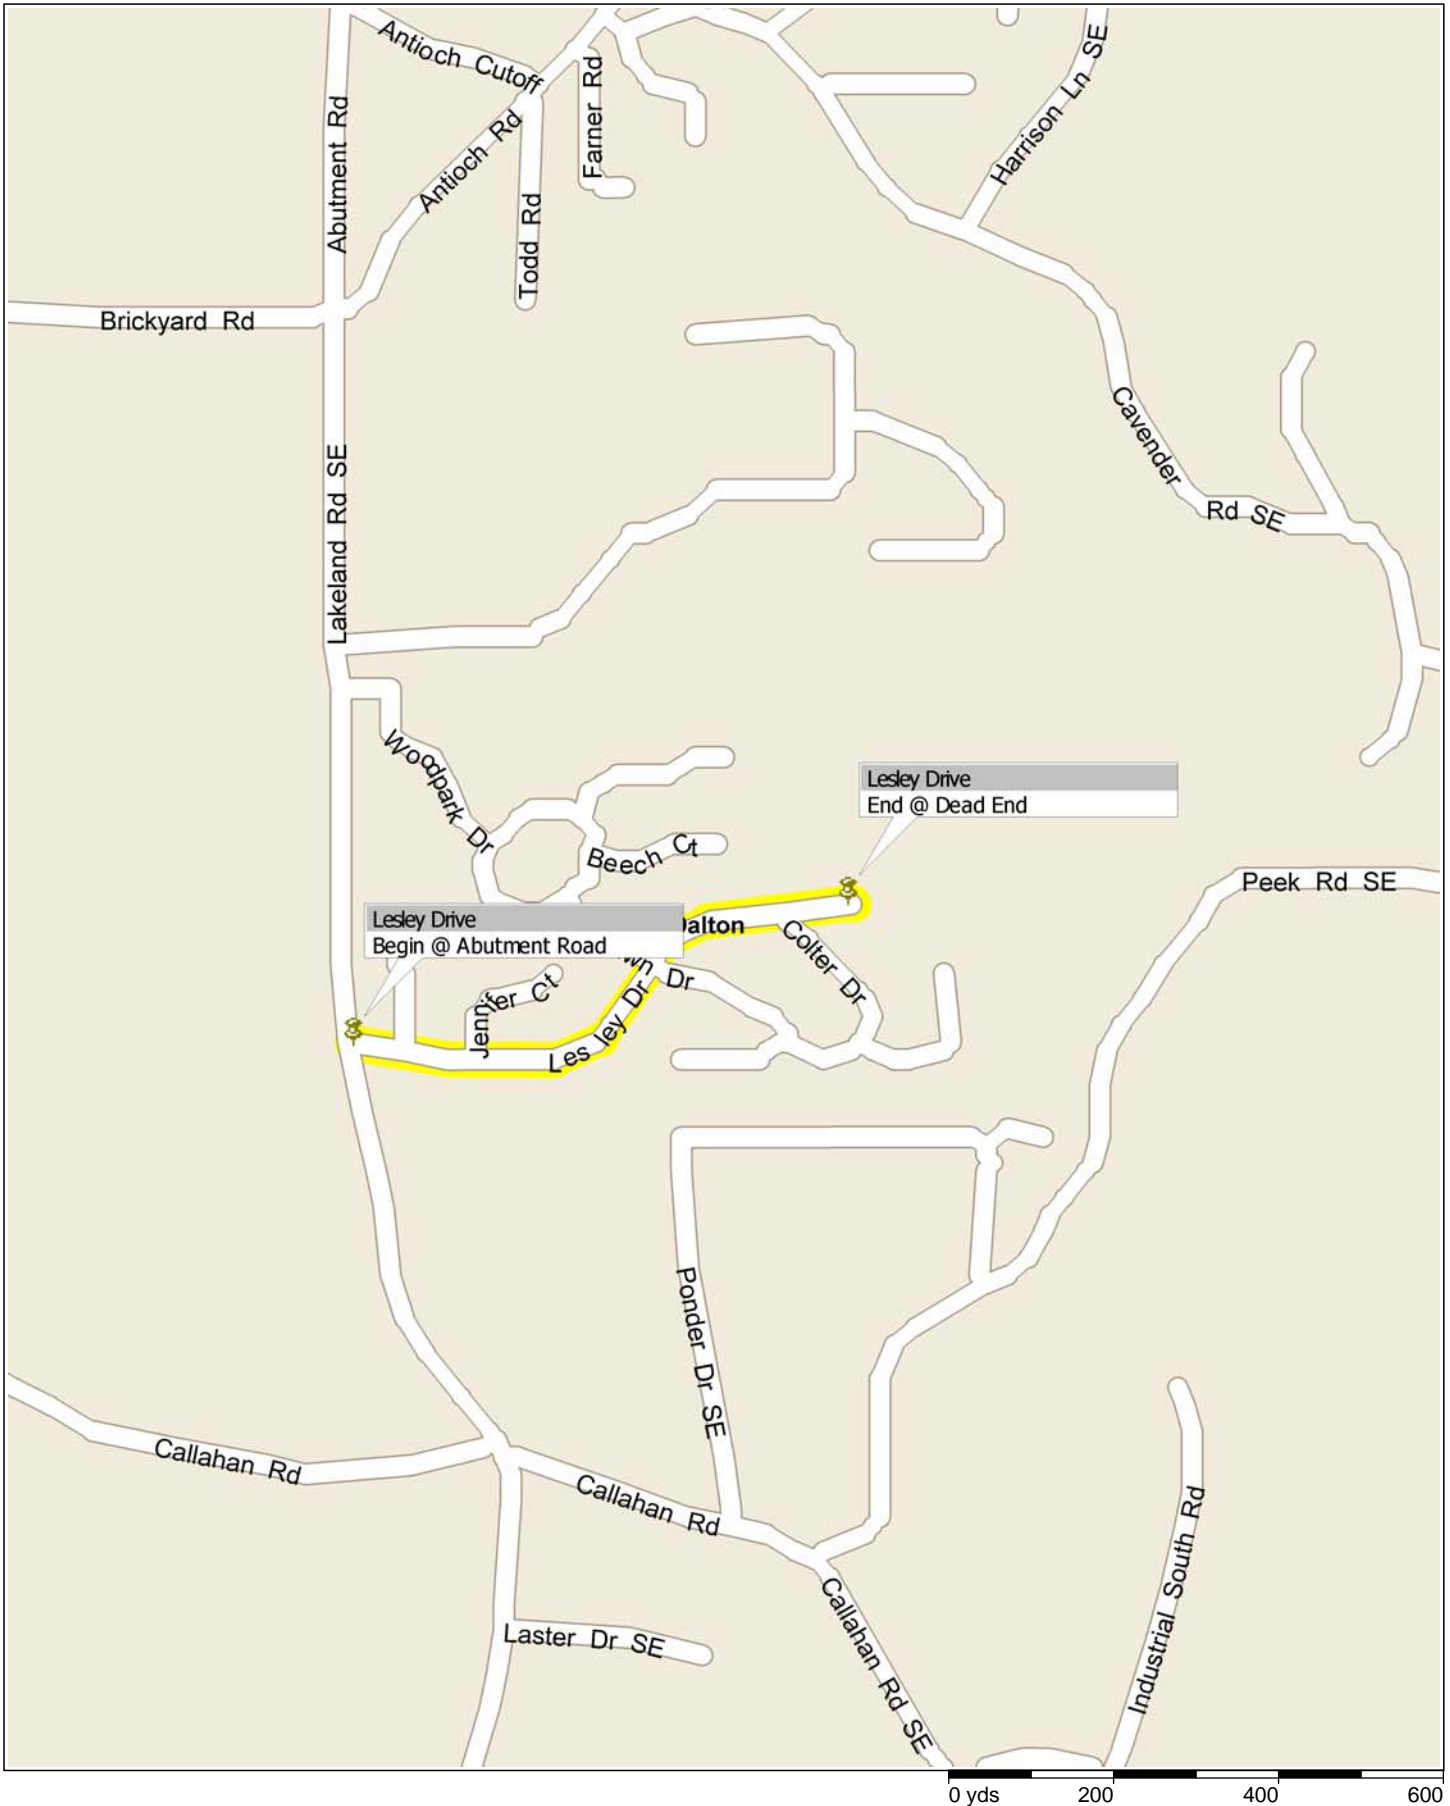 Antioch Cutoff
Abutment Rd
Antioch Rd
Farner Rd
Todd Rd
Harrison Ln SE
Brickyard Rd
Cavender
Rd SE
Lakeland Rd SE
Woodpark Dr
Lesley Drive
End @ Dead End
Beech Ct
Peek Rd SE
Lesley Drive
Begin @ Abutment Road
Dalton
Colter Dr
Dr
Jennifer Ct
Lesley Dr
Ponder Dr SE
Callahan Rd
Callahan Rd
Industrial South Rd
Callahan Rd SE
Laster Dr SE
0 yds 200 400 600